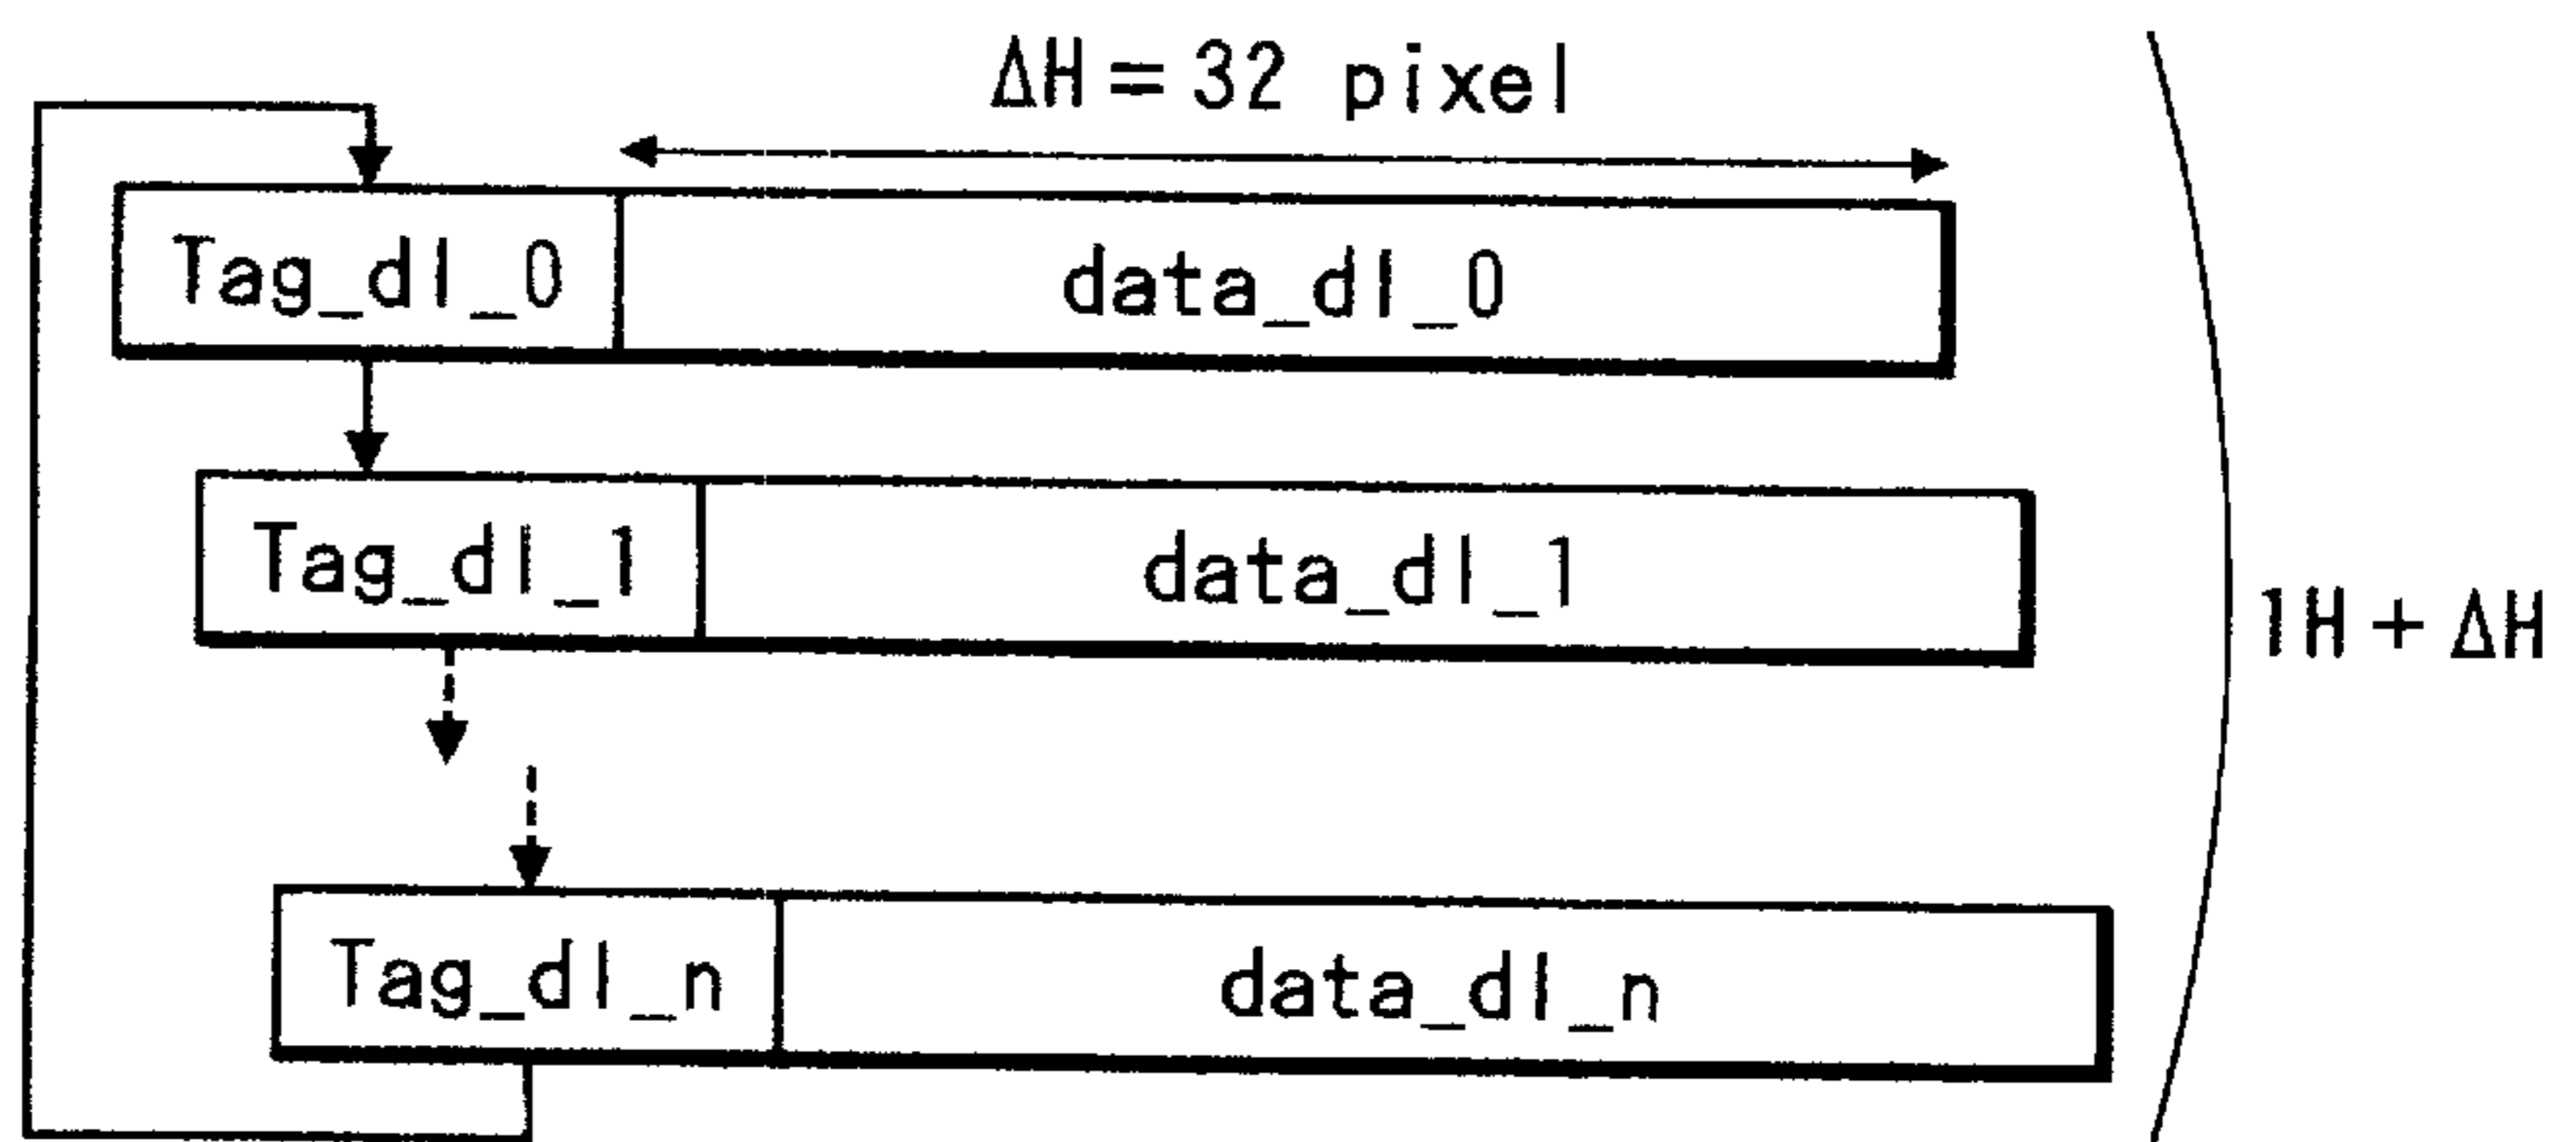 ΔH = 32 pixel
Tag_dl_0 data_dl_0
Tag_dl_1 data_dl_1
1H + ΔH
Tag_dl_n data_dl_n